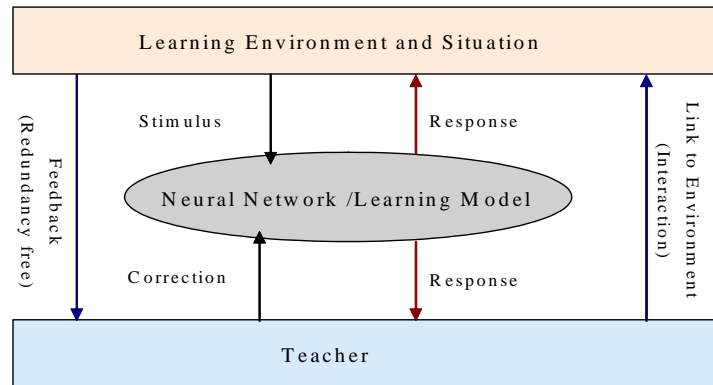 Learning Environment and Situation
Stimulus
Response
Feedback
(Redundancy free)
Link to Environment
(Interaction)
Neural Network /Learning Model
Correction
Response
Teacher